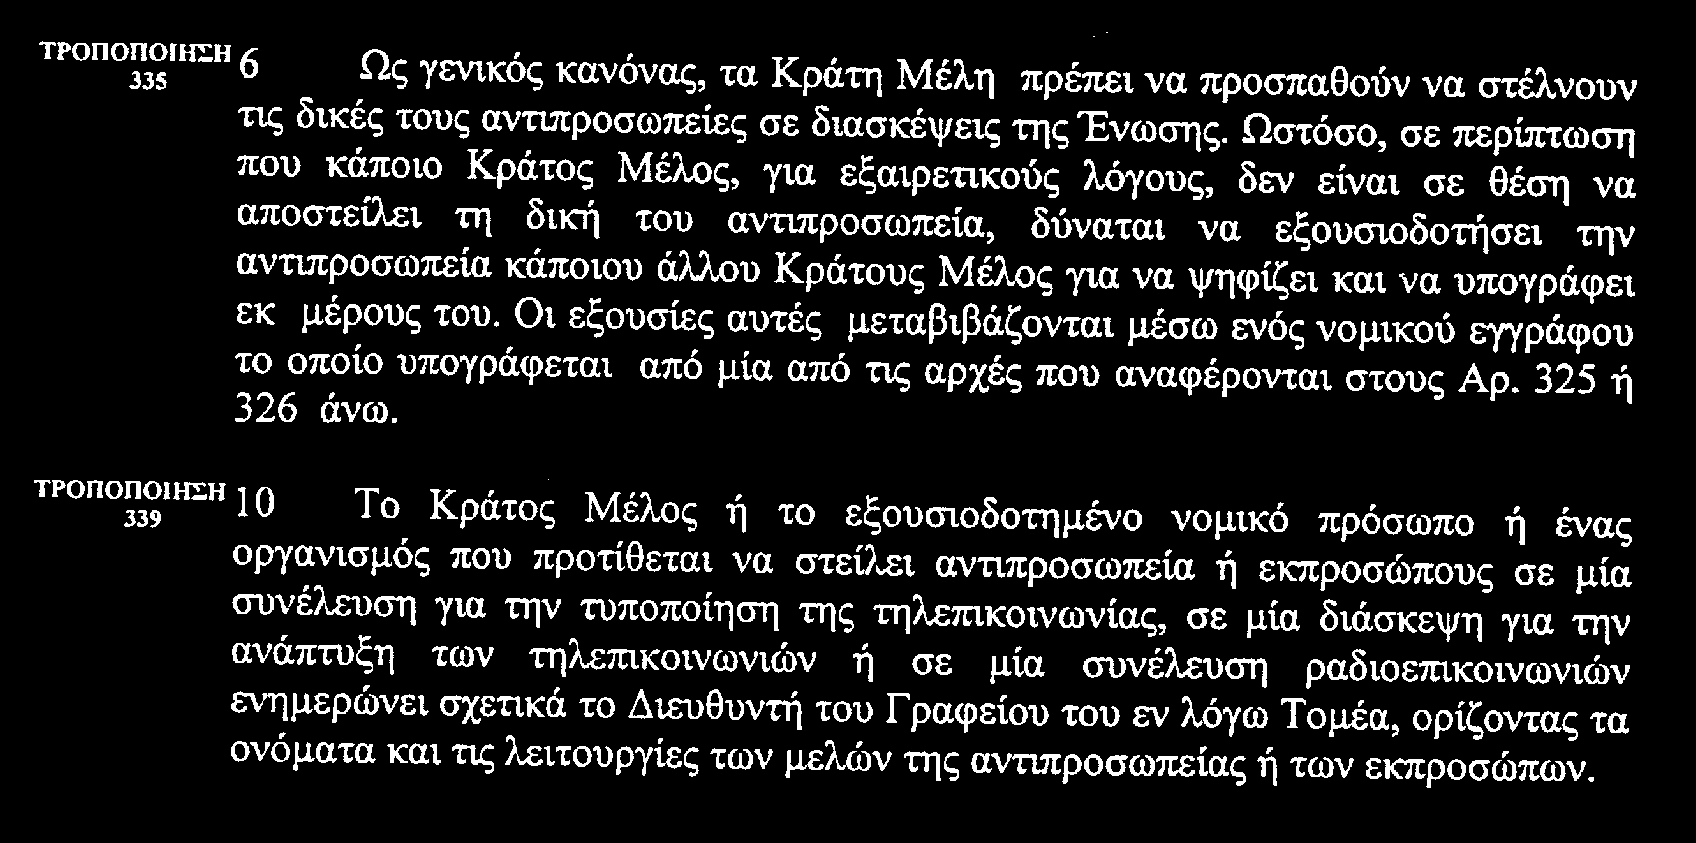 ΤΡΟΠΟΠΟΙΗΣΗ 6 Ως γενικός κανόνας, τα Κράτη Μέλη πρέπει να προσπαθούν να στέλνουν
335
τις δικές τους αντιπροσωπείες σε διασκέψεις της Ένωσης. Ωστόσο, σε περίπτωση
που κάποιο Κράτος Μέλος, για εξαιρετικούς λόγους, δεν είναι σε θέση να
αποστείλει τη δική του αντιπροσωπεία, δύναται να εξουσιοδοτήσει την
αντιπροσωπεία κάποιου άλλου Κράτους Μέλος για να ψηφίζει και να υπογράφει
εκ μέρους του. Οι εξουσίες αυτές μεταβιβάζονται μέσω ενός νομικού εγγράφου
το οποίο υπογράφεται από μία από τις αρχές που αναφέρονται στους Αρ. 325 ή
326 άνω.
ΤΡΟΠΟΠΟΙΗΣΗ 10 Το Κράτος Μέλος ή το εξουσιοδοτημένο νομικό πρόσωπο ή ένας
339
οργανισμός που προτίθεται να στείλει αντιπροσωπεία ή εκπροσώπους σε μία
συνέλευση για την τυποποίηση της τηλεπικοινωνίας, σε μία διάσκεψη για την
ανάπτυξη των τηλεπικοινωνιών ή σε μία συνέλευση ραδιοεπικοινωνιών
ενημερώνει σχετικά το Διευθυντή του Γραφείου του εν λόγω Τομέα, ορίζοντας τα
ονόματα και τις λειτουργίες των μελών της αντιπροσωπείας ή των εκπροσώπων.